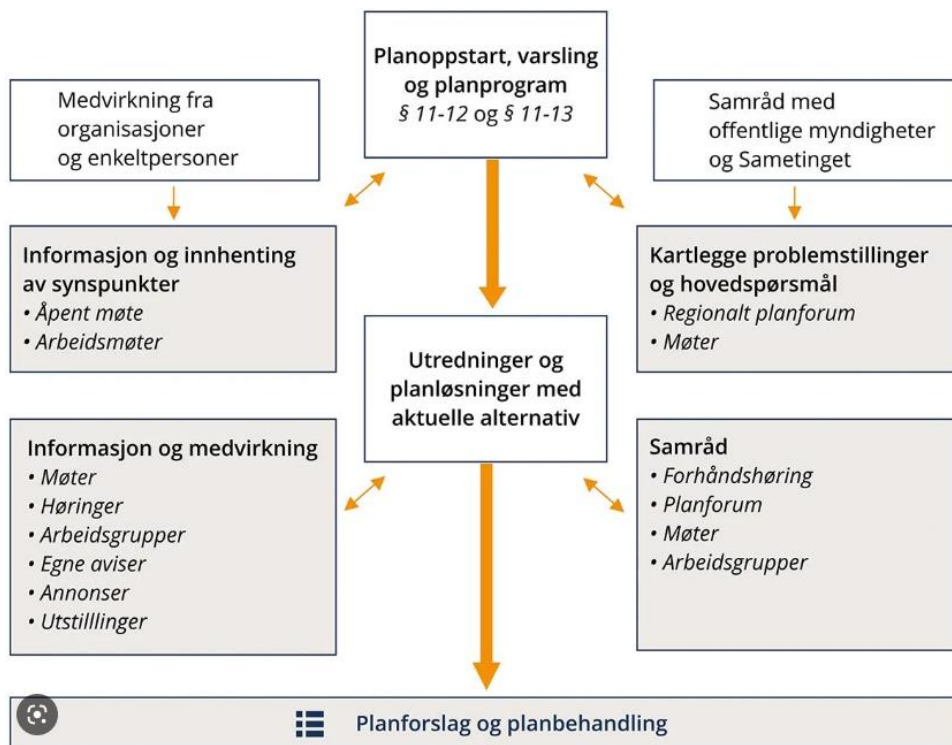 Planoppstart, varsling
og planprogram
§ 11-12 og § 11-13
Medvirkning fra
organisasjoner
og enkeltpersoner
Samråd med
offentlige myndigheter
og Sametinget
Informasjon og innhenting
av synspunkter
• Åpent møte
• Arbeidsmøter
Kartlegge problemstillinger
og hovedspørsmål
• Regionalt planforum
• Møter
Utredninger og
planløsninger med
aktuelle alternativ
Informasjon og medvirkning
• Møter
• Høringer
• Arbeidsgrupper
• Egne aviser
• Annonser
• Utstilllinger
Samråd
• Forhåndshøring
• Planforum
• Møter
• Arbeidsgrupper
Planforslag og planbehandling